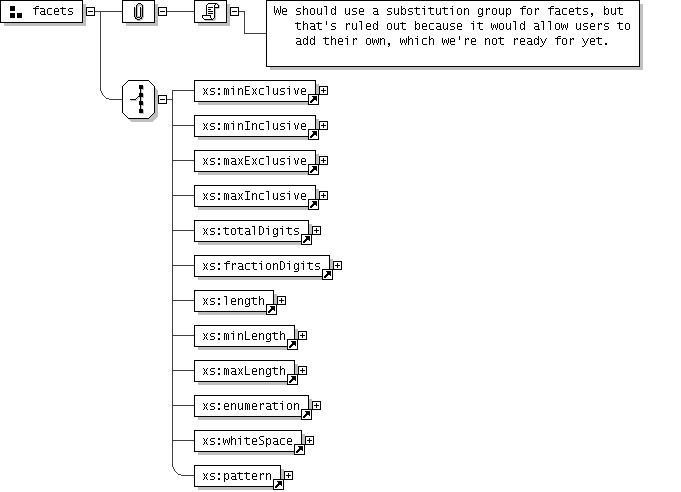 facets
We should use a substitution group for facets, but
that's ruled out because it would allow users to
add their own, which we're not ready for yet.
xs:minExclusive
xs:minInclusive
xs:maxExclusive
xs:maxInclusive
xs:totalDigits
xs:fractionDigits
xs:length
xs:minLength
xs:maxLength
xs:enumeration
xs:whiteSpace
xs:pattern